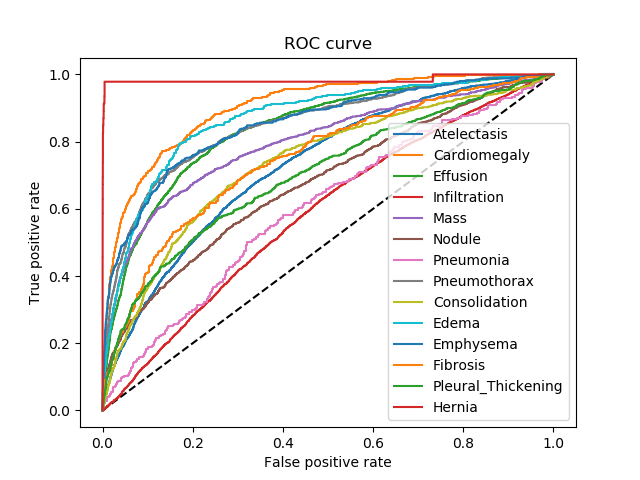 ROC curve
True positive rate
1.0
0.8
0.6
0.4
0.2
0.0
Atelectasis
Cardiomegaly
Effusion
Infiltration
Mass
Nodule
Pneumonia
Pneumothorax
Consolidation
Edema
Emphysema
Fibrosis
Pleural_Thickening
Hernia
0.0 0.2 0.4 0.6 0.8 1.0
False positive rate